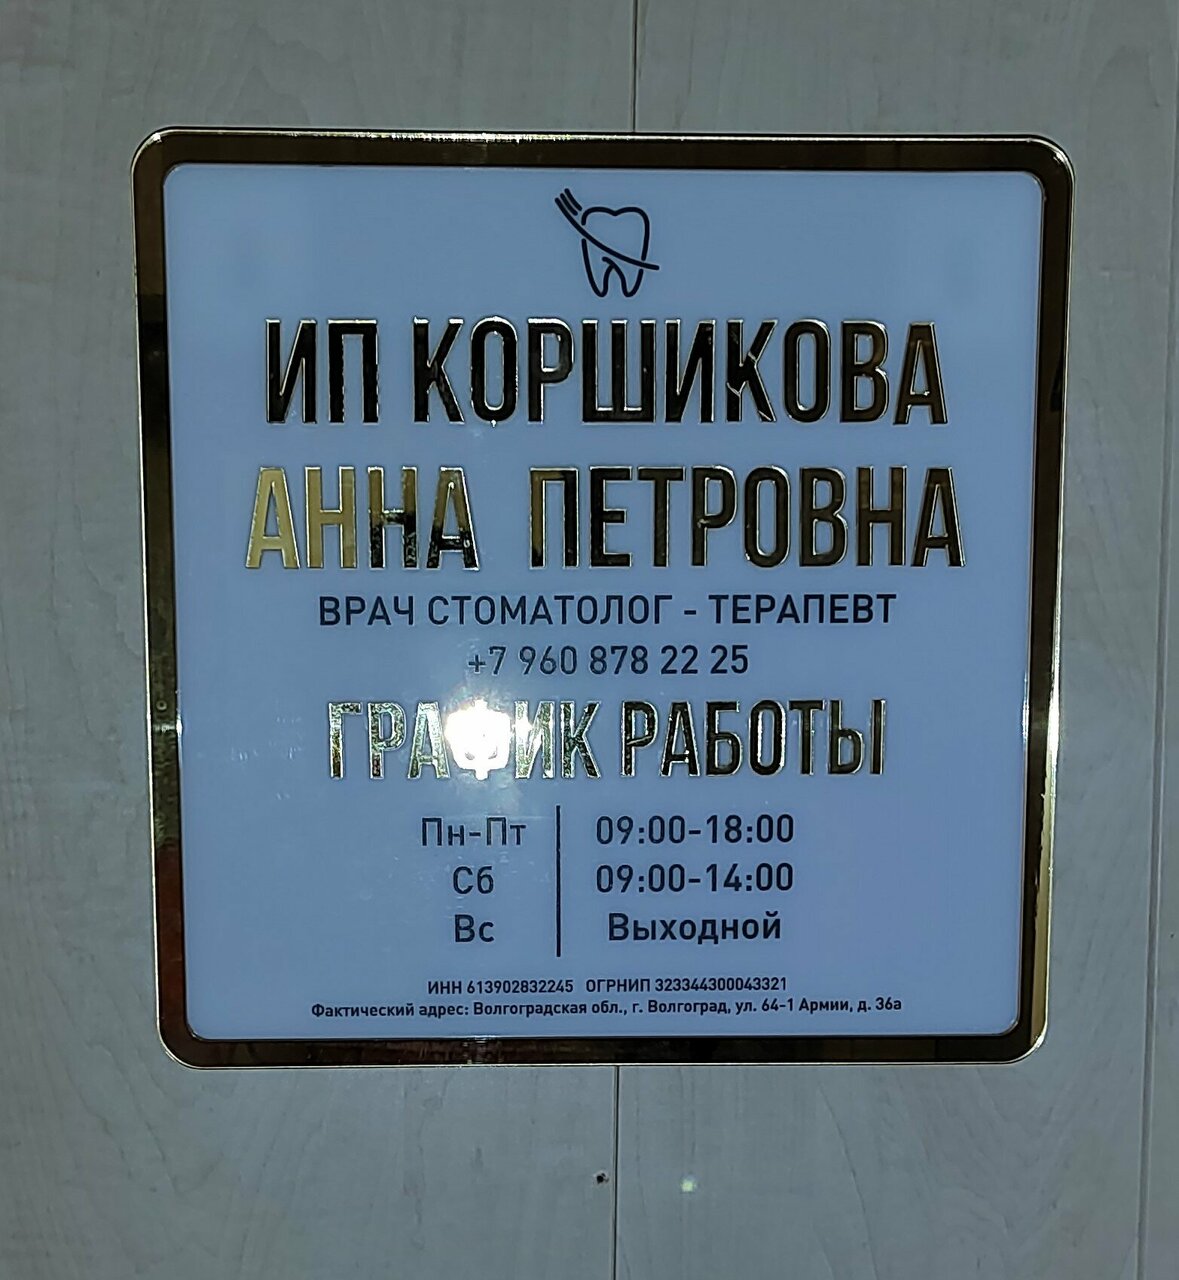 ИП КОРШИКОВА
АННА ПЕТРОВНА
ВРАЧ СТОМАТОЛОГ - ТЕРАПЕВТ
+7 960 878 22 25
ГРАФИК РАБОТЫ
Пн-Пт 09:00-18:00
Сб 09:00-14:00
Вс Выходной
ИНН 613902832245 ОГРНИП 323344300043321
Фактический адрес: Волгоградская обл., г. Волгоград, ул. 64-1 Армии, д. 36а